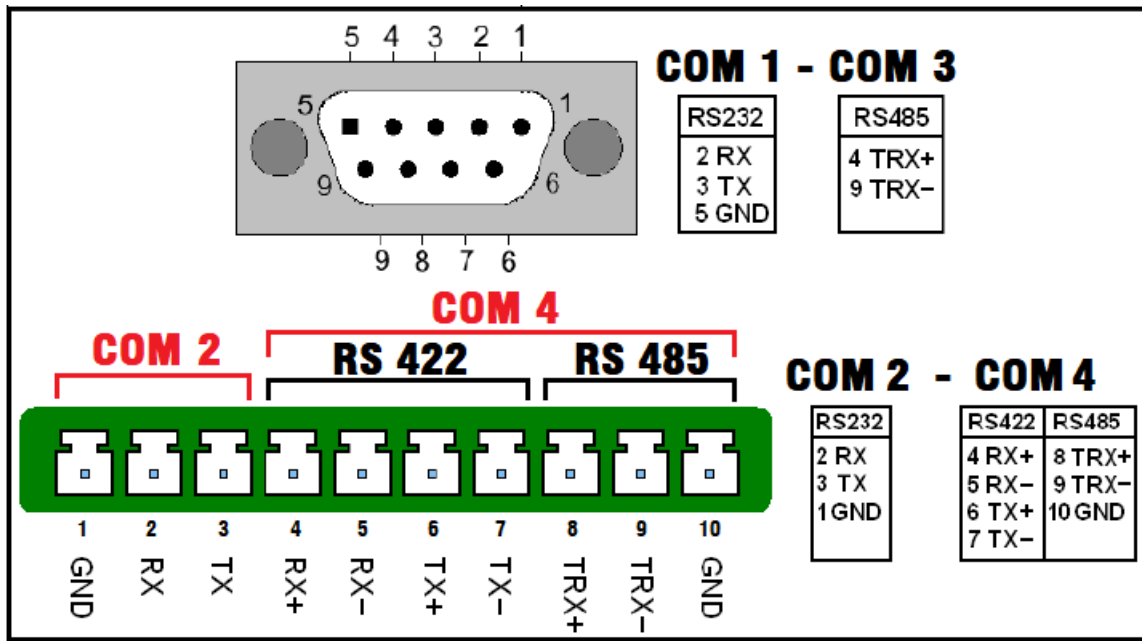 5 4 3 2 1
COM 1 - COM 3
5 1
9 6
9 8 7 6
RS232
2 RX
3 TX
5 GND
RS485
4 TRX+
9 TRX-
COM 4
COM 2
RS 422
RS 485
1 2 3 4 5 6 7 8 9 10
GND
RX
TX
RX+
RX-
TX+
TX-
TRX+
TRX-
GND
COM 2 - COM 4
RS232
2 RX
3 TX
1 GND
RS422 RS485
4 RX+ 8 TRX+
5 RX- 9 TRX-
6 TX+ 10 GND
7 TX-